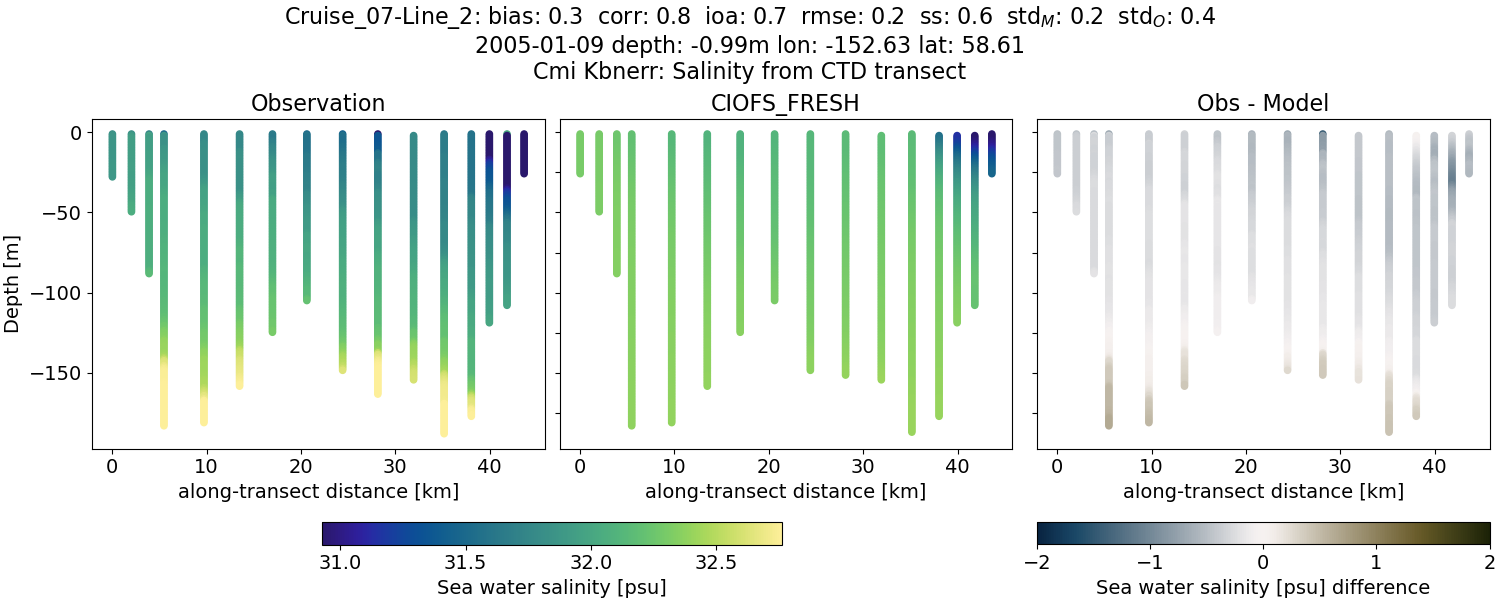 Cruise_07-Line_2: bias: 0.3 corr: 0.8 ioa: 0.7 rmse: 0.2 ss: 0.6 std_M: 0.2 std_O: 0.4
2005-01-09 depth: -0.99m lon: -152.63 lat: 58.61
Cmi Kbnerr: Salinity from CTD transect
Observation
CIOFS_FRESH
Obs - Model
Depth [m]
0
−50
−100
−150
0 10 20 30 40
0 10 20 30 40
0 10 20 30 40
along-transect distance [km]
along-transect distance [km]
along-transect distance [km]
31.0 31.5 32.0 32.5
Sea water salinity [psu]
−2 −1 0 1 2
Sea water salinity [psu] difference